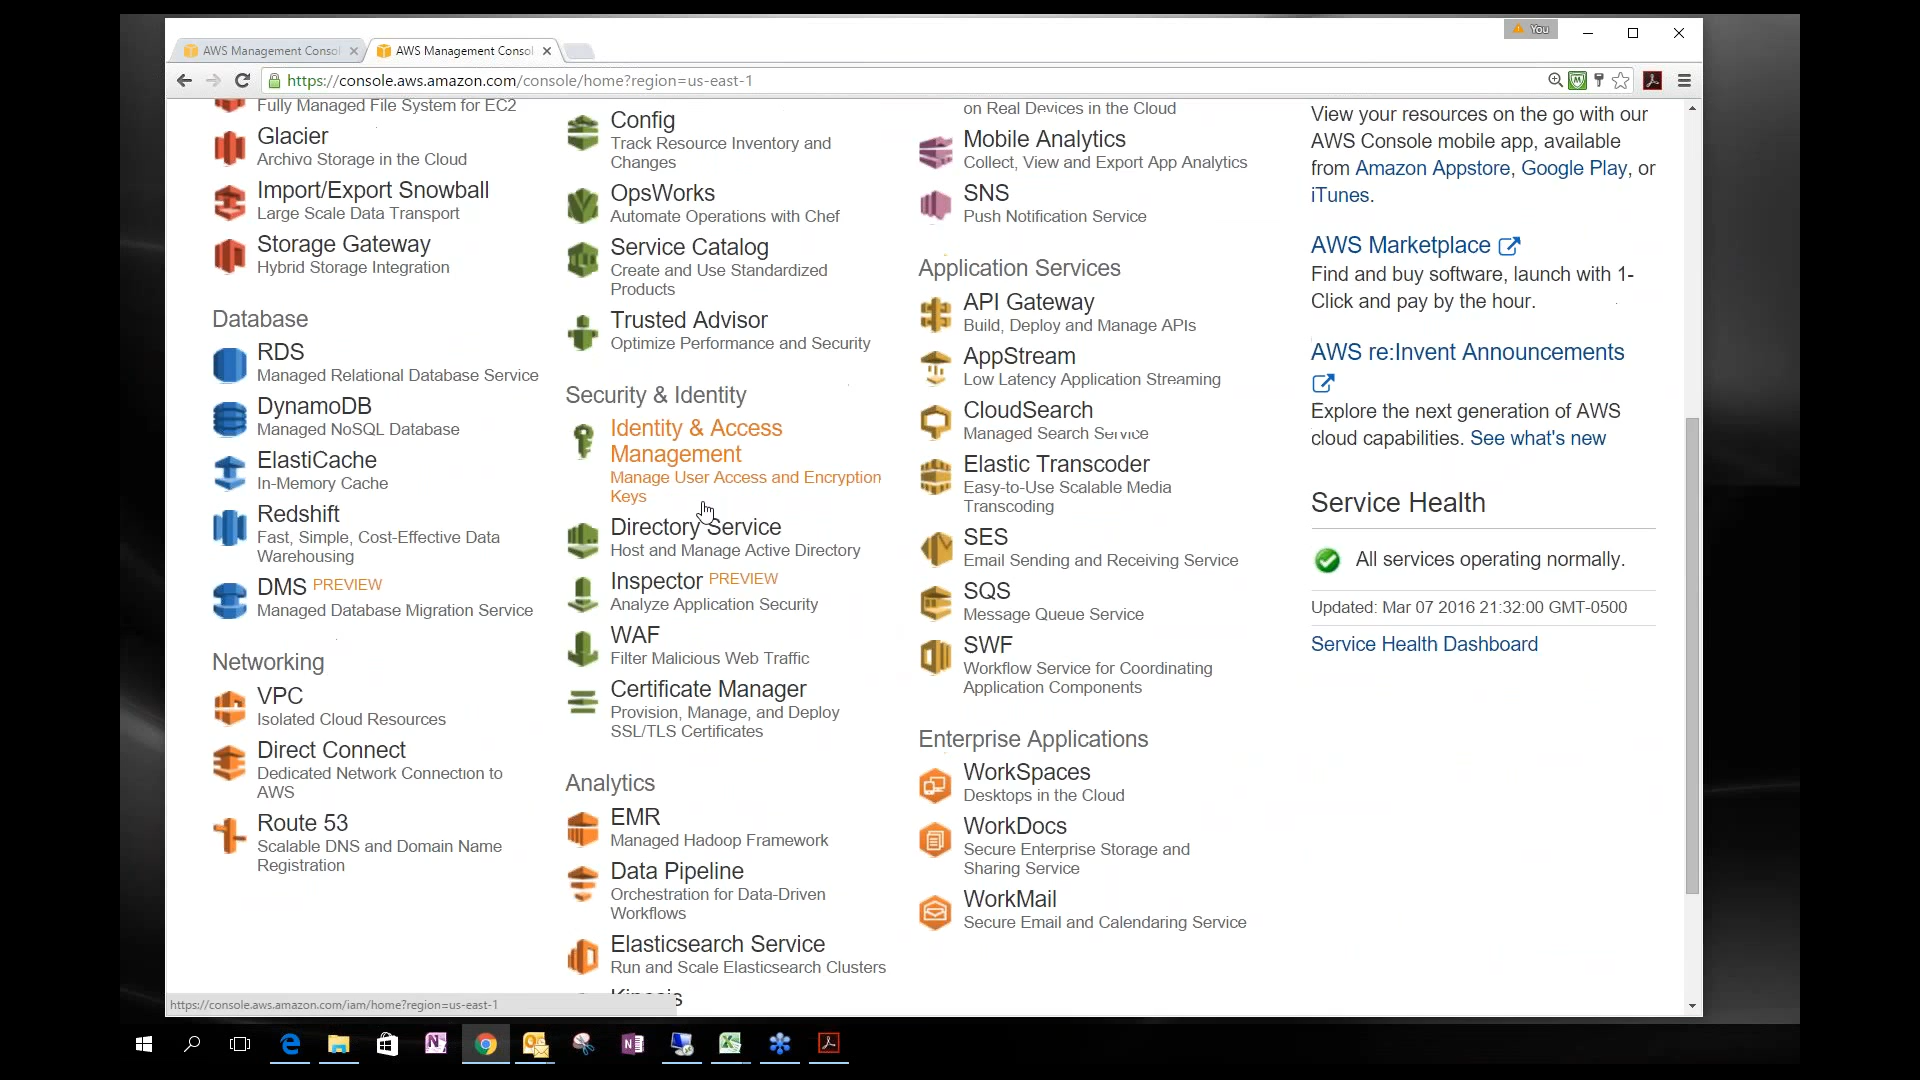 You
AWS Management Consol
AWS Management Consol
https://console.aws.amazon.com/console/home?region=us-east-1
Fully Managed File System for EC2
Glacier
Archive Storage in the Cloud
Import/Export Snowball
Large Scale Data Transport
Storage Gateway
Hybrid Storage Integration
Database
RDS
Managed Relational Database Service
DynamoDB
Managed NoSQL Database
ElastiCache
In-Memory Cache
Redshift
Fast, Simple, Cost-Effective Data
Warehousing
DMS PREVIEW
Managed Database Migration Service
Networking
VPC
Isolated Cloud Resources
Direct Connect
Dedicated Network Connection to
AWS
Route 53
Scalable DNS and Domain Name
Registration
Config
Track Resource Inventory and
Changes
OpsWorks
Automate Operations with Chef
Service Catalog
Create and Use Standardized
Products
Trusted Advisor
Optimize Performance and Security
Security & Identity
Identity & Access
Management
Manage User Access and Encryption
Keys
Directory Service
Host and Manage Active Directory
Inspector PREVIEW
Analyze Application Security
WAF
Filter Malicious Web Traffic
Certificate Manager
Provision, Manage, and Deploy
SSL/TLS Certificates
Analytics
EMR
Managed Hadoop Framework
Data Pipeline
Orchestration for Data-Driven
Workflows
Elasticsearch Service
Run and Scale Elasticsearch Clusters
Kinesis
on Real Devices in the Cloud
Mobile Analytics
Collect, View and Export App Analytics
SNS
Push Notification Service
Application Services
API Gateway
Build, Deploy and Manage APIs
AppStream
Low Latency Application Streaming
CloudSearch
Managed Search Service
Elastic Transcoder
Easy-to-Use Scalable Media
Transcoding
SES
Email Sending and Receiving Service
SQS
Message Queue Service
SWF
Workflow Service for Coordinating
Application Components
Enterprise Applications
WorkSpaces
Desktops in the Cloud
WorkDocs
Secure Enterprise Storage and
Sharing Service
WorkMail
Secure Email and Calendaring Service
View your resources on the go with our
AWS Console mobile app, available
from Amazon Appstore, Google Play, or
iTunes.
AWS Marketplace
Find and buy software, launch with 1-
Click and pay by the hour.
AWS re:Invent Announcements
Explore the next generation of AWS
cloud capabilities. See what's new
Service Health
All services operating normally.
Updated: Mar 07 2016 21:32:00 GMT-0500
Service Health Dashboard
https://console.aws.amazon.com/iam/home?region=us-east-1